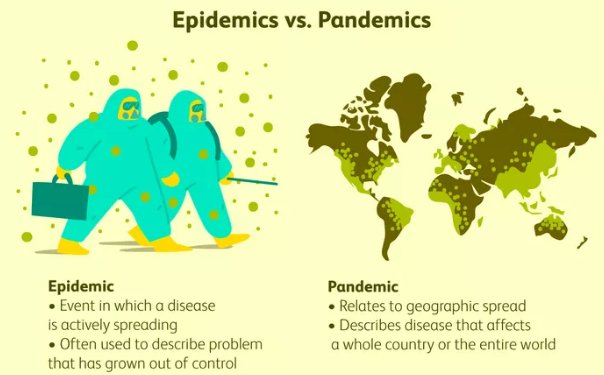 Epidemics vs. Pandemics
Epidemic
• Event in which a disease
is actively spreading
• Often used to describe problem
that has grown out of control
Pandemic
• Relates to geographic spread
• Describes disease that affects
a whole country or the entire world